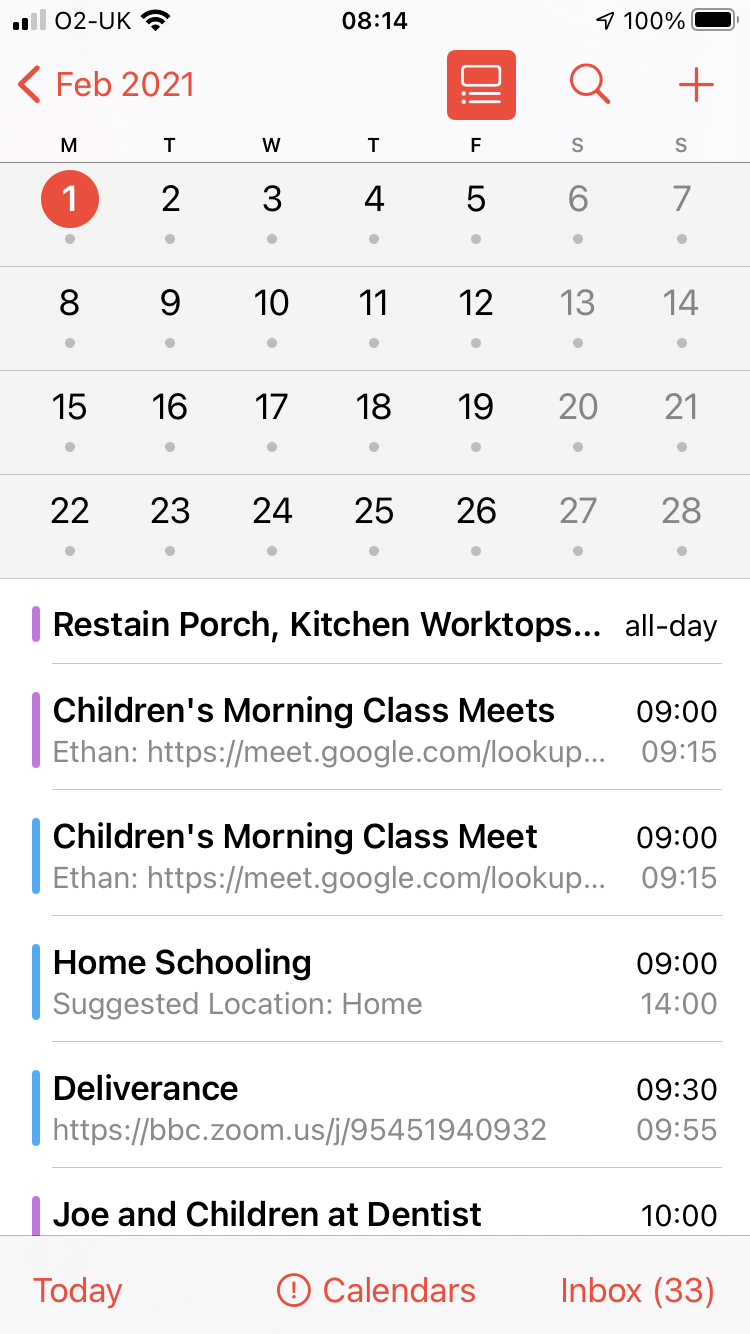 O2-UK 08:14 100%
Feb 2021
M T W T F S S
1 2 3 4 5 6 7
8 9 10 11 12 13 14
15 16 17 18 19 20 21
22 23 24 25 26 27 28
Restain Porch, Kitchen Worktops... all-day
Children's Morning Class Meets 09:00
Ethan: https://meet.google.com/lookup... 09:15
Children's Morning Class Meet 09:00
Ethan: https://meet.google.com/lookup... 09:15
Home Schooling 09:00
Suggested Location: Home 14:00
Deliverance 09:30
https://bbc.zoom.us/j/95451940932 09:55
Joe and Children at Dentist 10:00
Today Calendars Inbox (33)